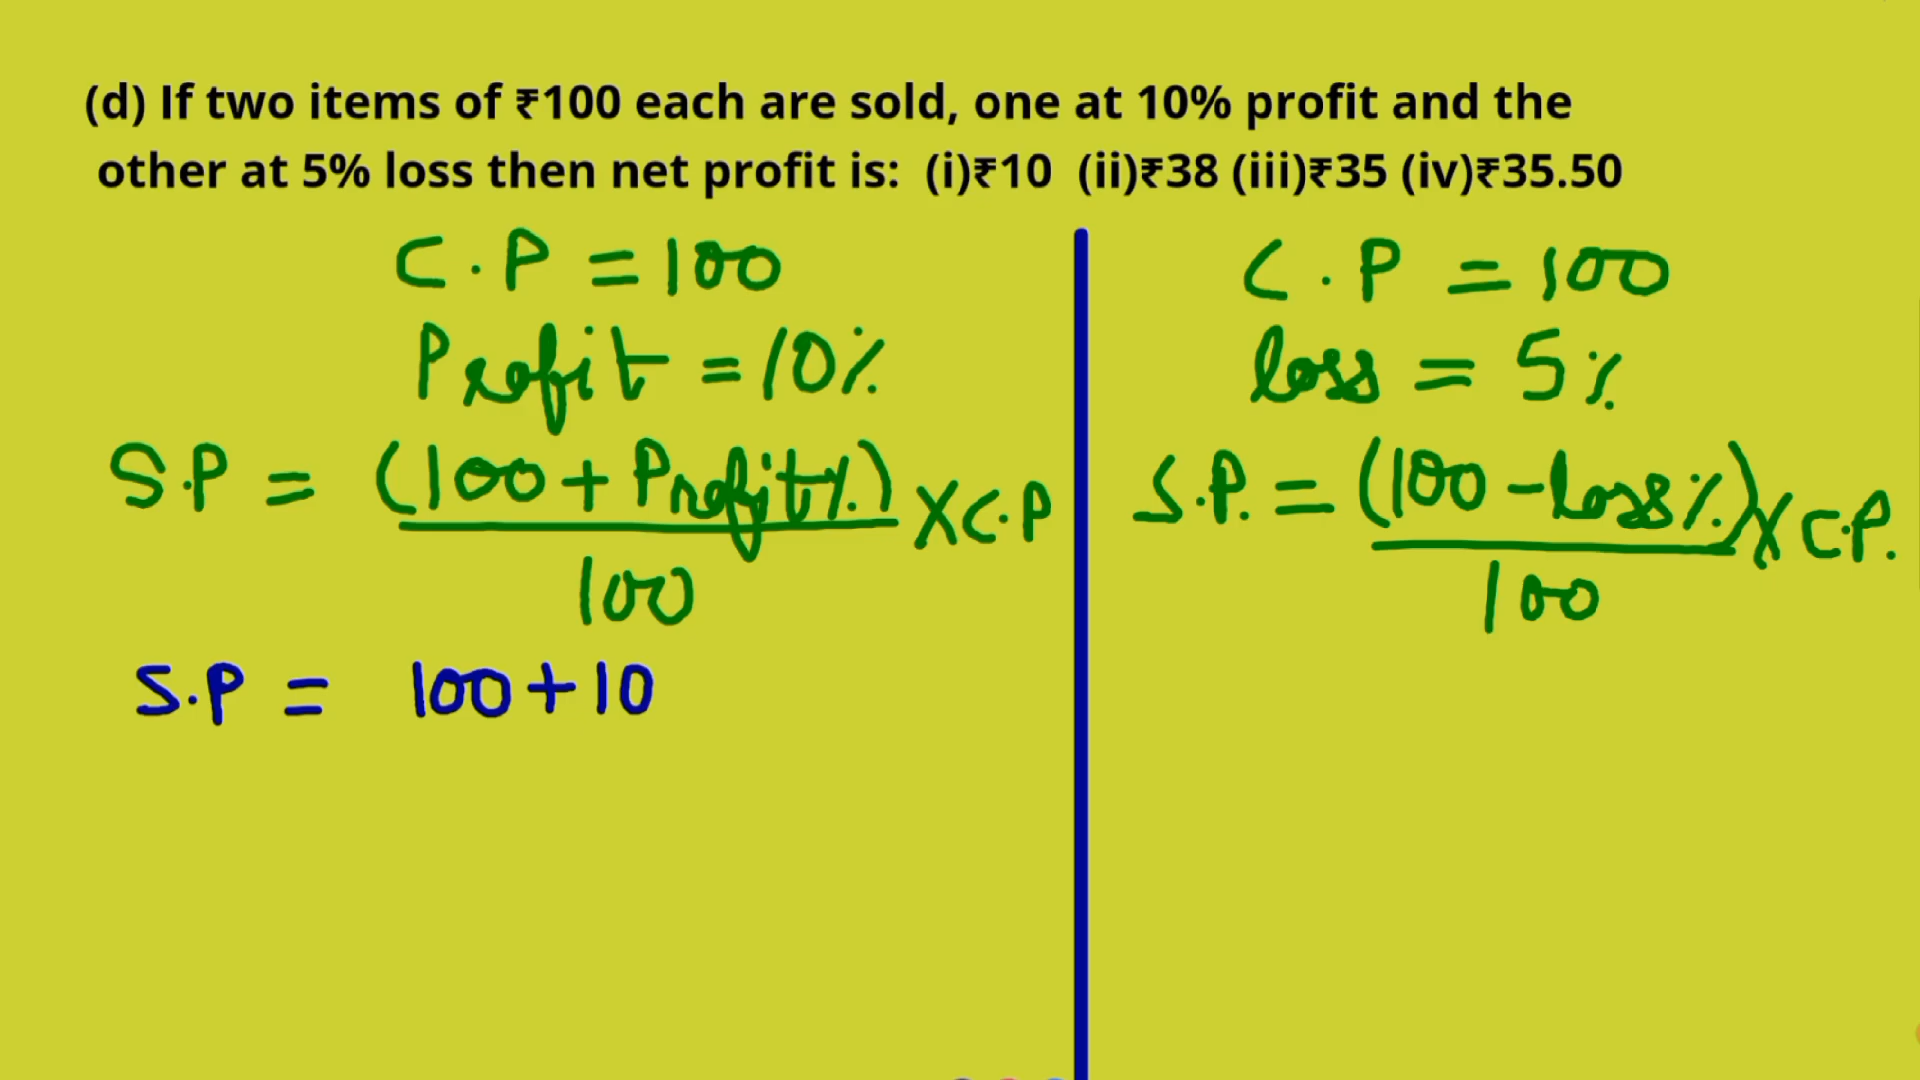 (d) If two items of ₹100 each are sold, one at 10% profit and the
other at 5% loss then net profit is: (i)₹10 (ii)₹38 (iii)₹35 (iv)₹35.50
C.P = 100
Profit = 10%
S.P = (100 + Profit%) X C.P
100
S.P = 100 + 10
C.P = 100
loss = 5%
S.P. = (100 - loss%) X C.P.
100